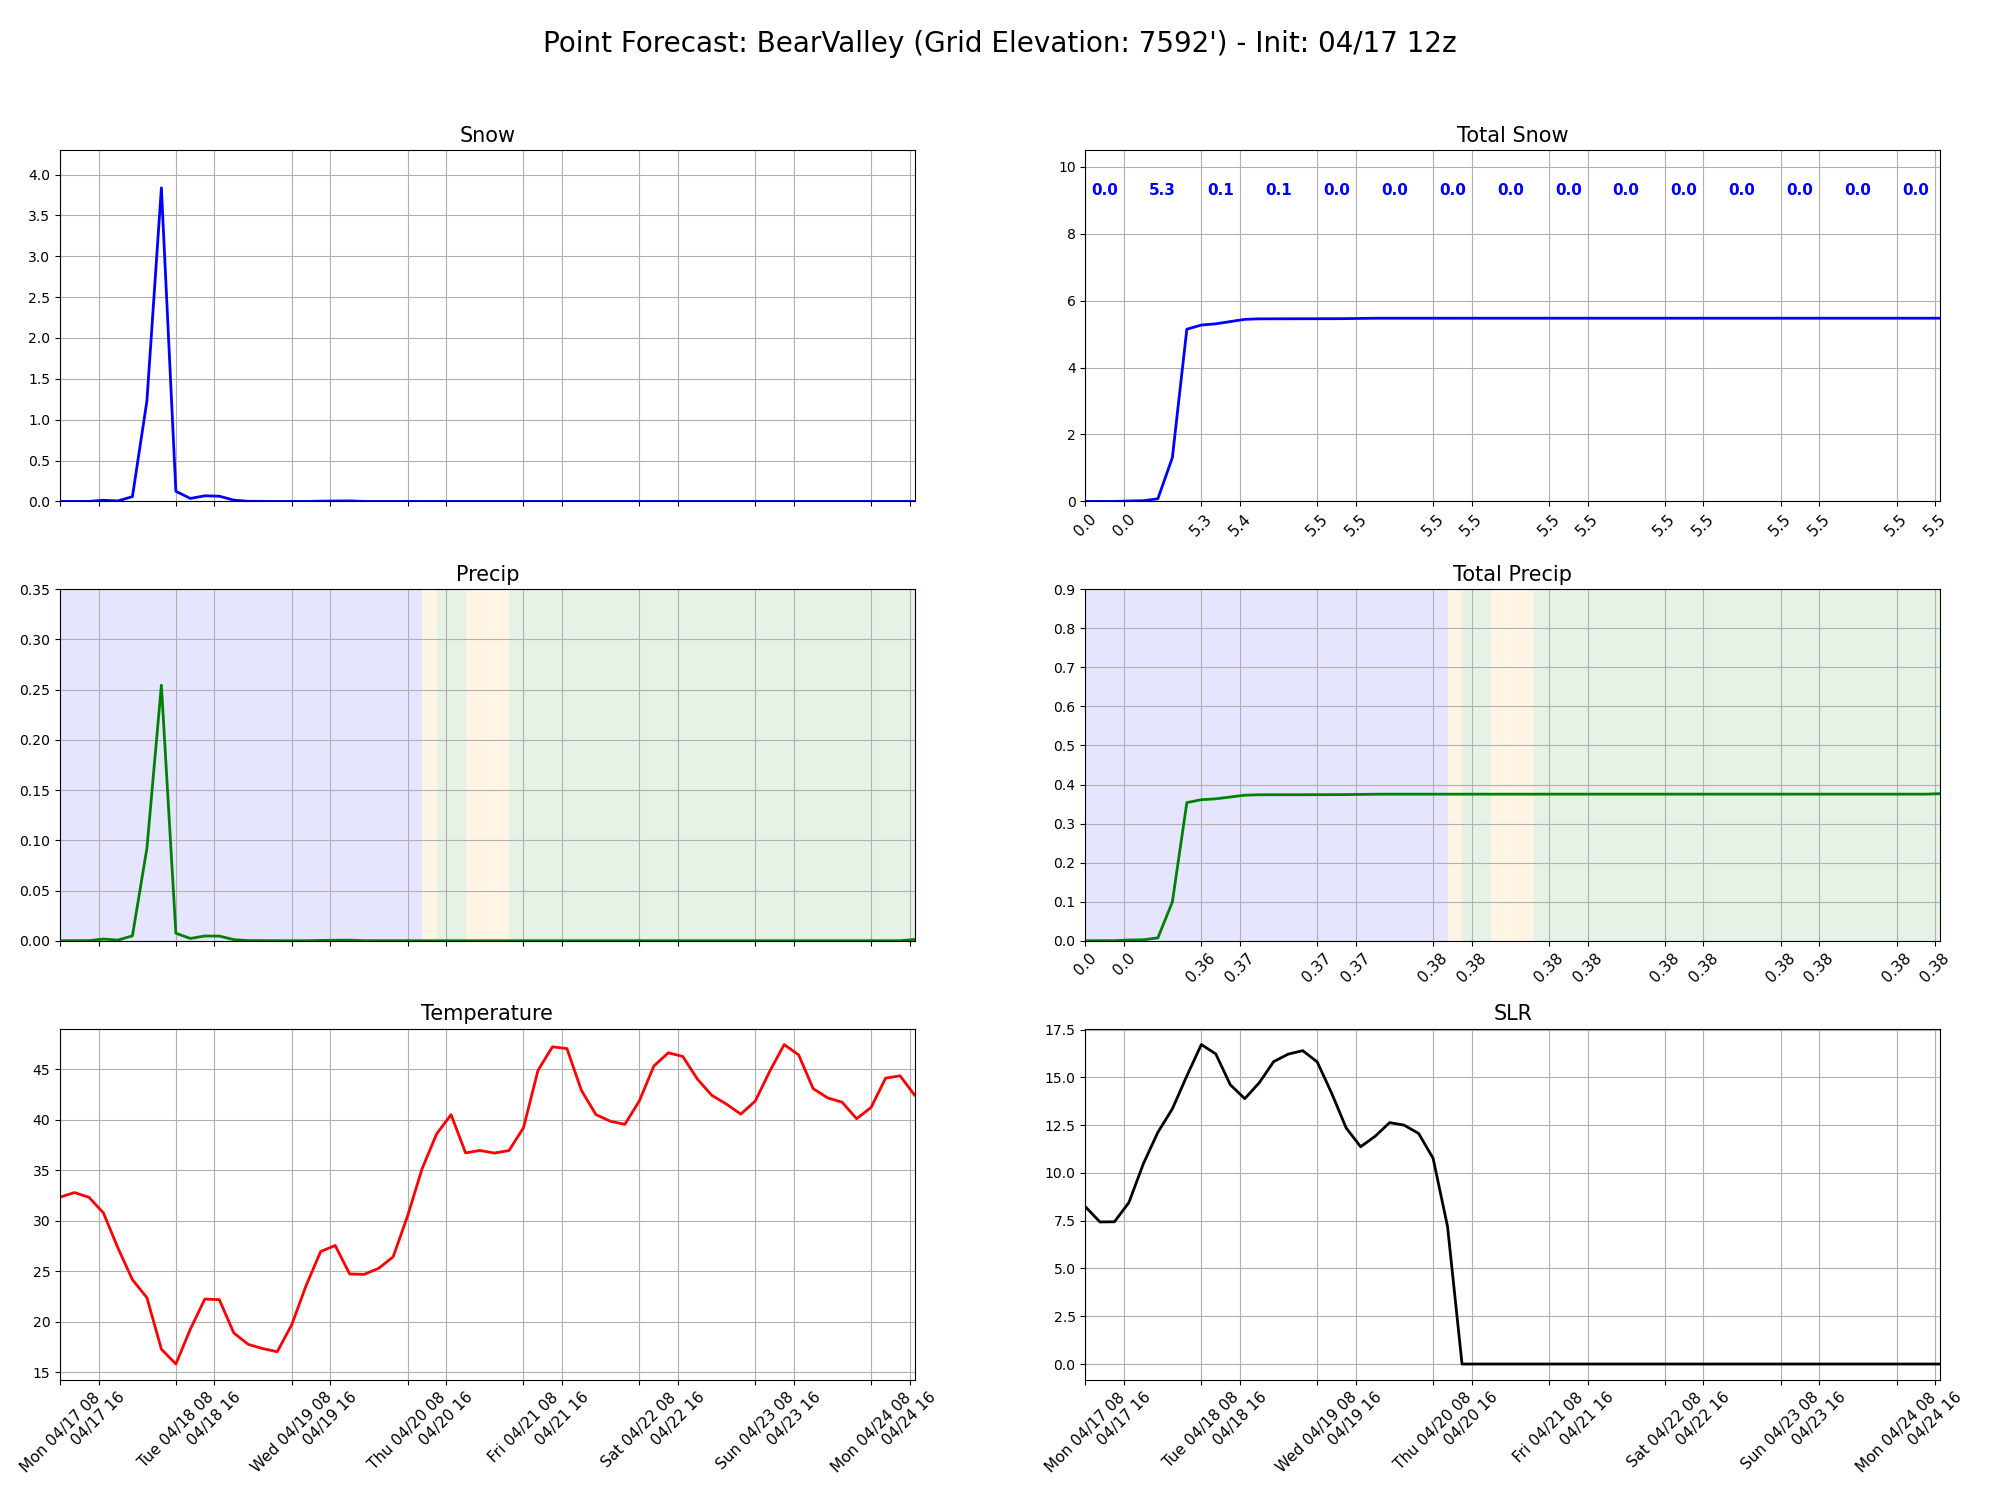 Point Forecast: BearValley (Grid Elevation: 7592') - Init: 04/17 12z
Snow
4.0
3.5
3.0
2.5
2.0
1.5
1.0
0.5
0.0
Total Snow
10
8
6
4
2
0
0.0 5.3 0.1 0.1 0.0 0.0 0.0 0.0 0.0 0.0 0.0 0.0 0.0 0.0 0.0
0.0 0.0 5.3 5.4 5.5 5.5 5.5 5.5 5.5 5.5 5.5 5.5 5.5 5.5 5.5 5.5
Precip
0.35
0.30
0.25
0.20
0.15
0.10
0.05
0.00
Total Precip
0.9
0.8
0.7
0.6
0.5
0.4
0.3
0.2
0.1
0.0
0.0 0.0 0.36 0.37 0.37 0.37 0.38 0.38 0.38 0.38 0.38 0.38 0.38 0.38 0.38 0.38
Temperature
45
40
35
30
25
20
15
Mon 04/17 08
04/17 16
Tue 04/18 08
04/18 16
Wed 04/19 08
04/19 16
Thu 04/20 08
04/20 16
Fri 04/21 08
04/21 16
Sat 04/22 08
04/22 16
Sun 04/23 08
04/23 16
Mon 04/24 08
04/24 16
SLR
17.5
15.0
12.5
10.0
7.5
5.0
2.5
0.0
Mon 04/17 08
04/17 16
Tue 04/18 08
04/18 16
Wed 04/19 08
04/19 16
Thu 04/20 08
04/20 16
Fri 04/21 08
04/21 16
Sat 04/22 08
04/22 16
Sun 04/23 08
04/23 16
Mon 04/24 08
04/24 16